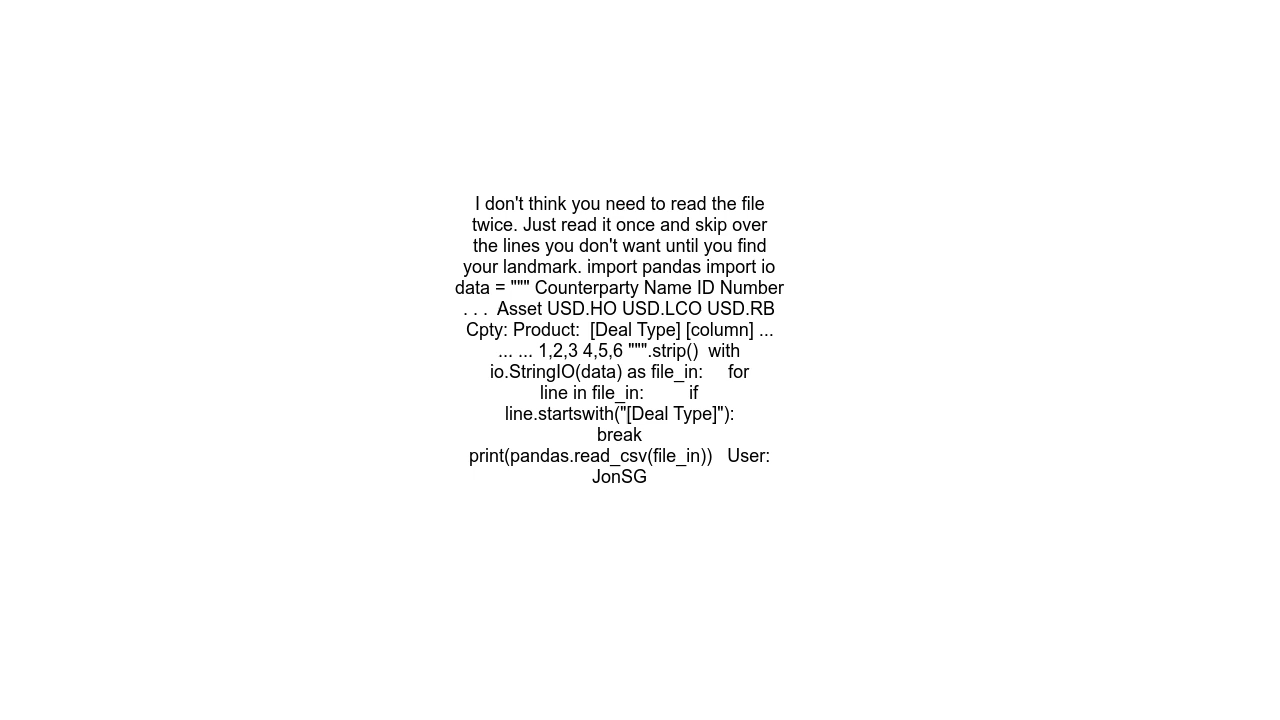 I don't think you need to read the file
twice. Just read it once and skip over
the lines you don't want until you find
your landmark. import pandas import io
data = """ Counterparty Name ID Number
. . .  Asset USD.HO USD.LCO USD.RB
Cpty: Product:  [Deal Type] [column] ...
... ... 1,2,3 4,5,6 """.strip()  with
io.StringIO(data) as file_in:     for
line in file_in:         if
line.startswith("[Deal Type]"):
break
print(pandas.read_csv(file_in))   User:
JonSG